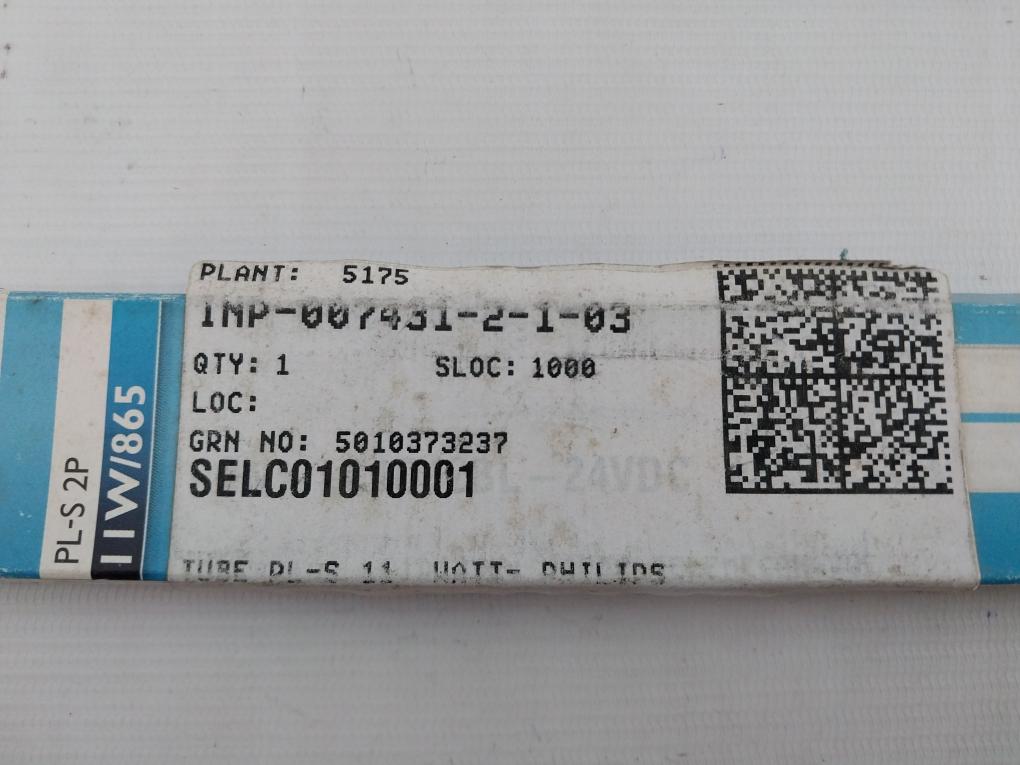 PLANT: 5175
INP-007431-2-1-03
QTY: 1 SLOC: 1000
LOC:
GRN NO: 5010373237
SELC01010001
-24VDC
TUBE PL-S 11 WATT- PHILIPS
PL-S 2P
11W/865